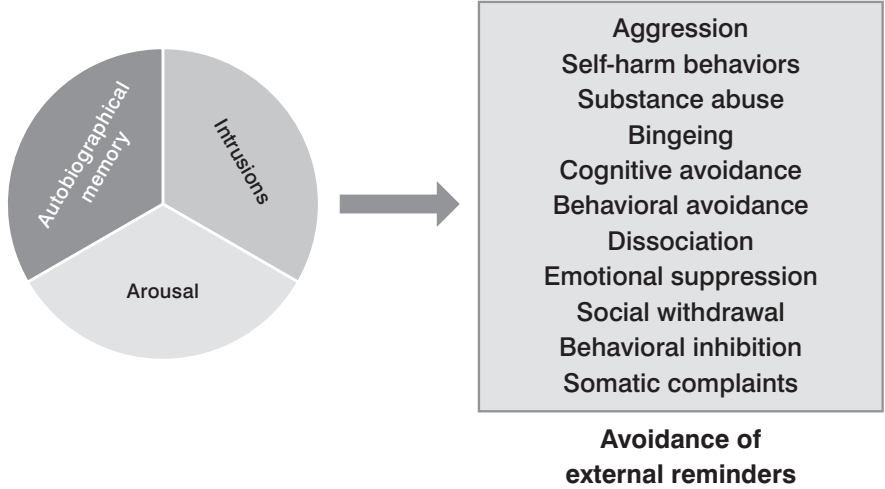 Autobiographical
memory
Intrusions
Arousal
Aggression
Self-harm behaviors
Substance abuse
Bingeing
Cognitive avoidance
Behavioral avoidance
Dissociation
Emotional suppression
Social withdrawal
Behavioral inhibition
Somatic complaints
Avoidance of
external reminders